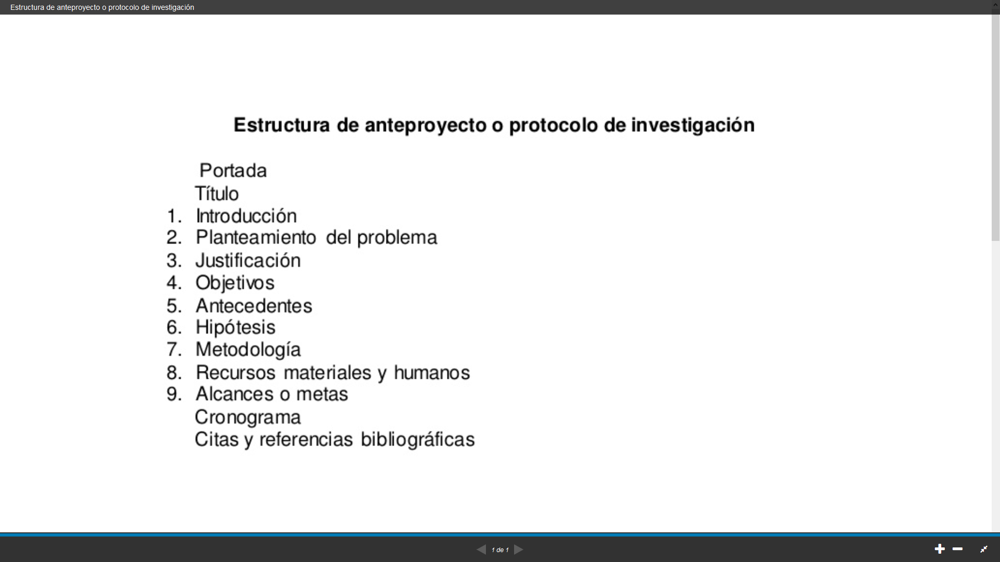 Estructura de anteproyecto o protocolo de investigación
Estructura de anteproyecto o protocolo de investigación
Portada
Título
1. Introducción
2. Planteamiento del problema
3. Justificación
4. Objetivos
5. Antecedentes
6. Hipótesis
7. Metodología
8. Recursos materiales y humanos
9. Alcances o metas
Cronograma
Citas y referencias bibliográficas
1 de 1